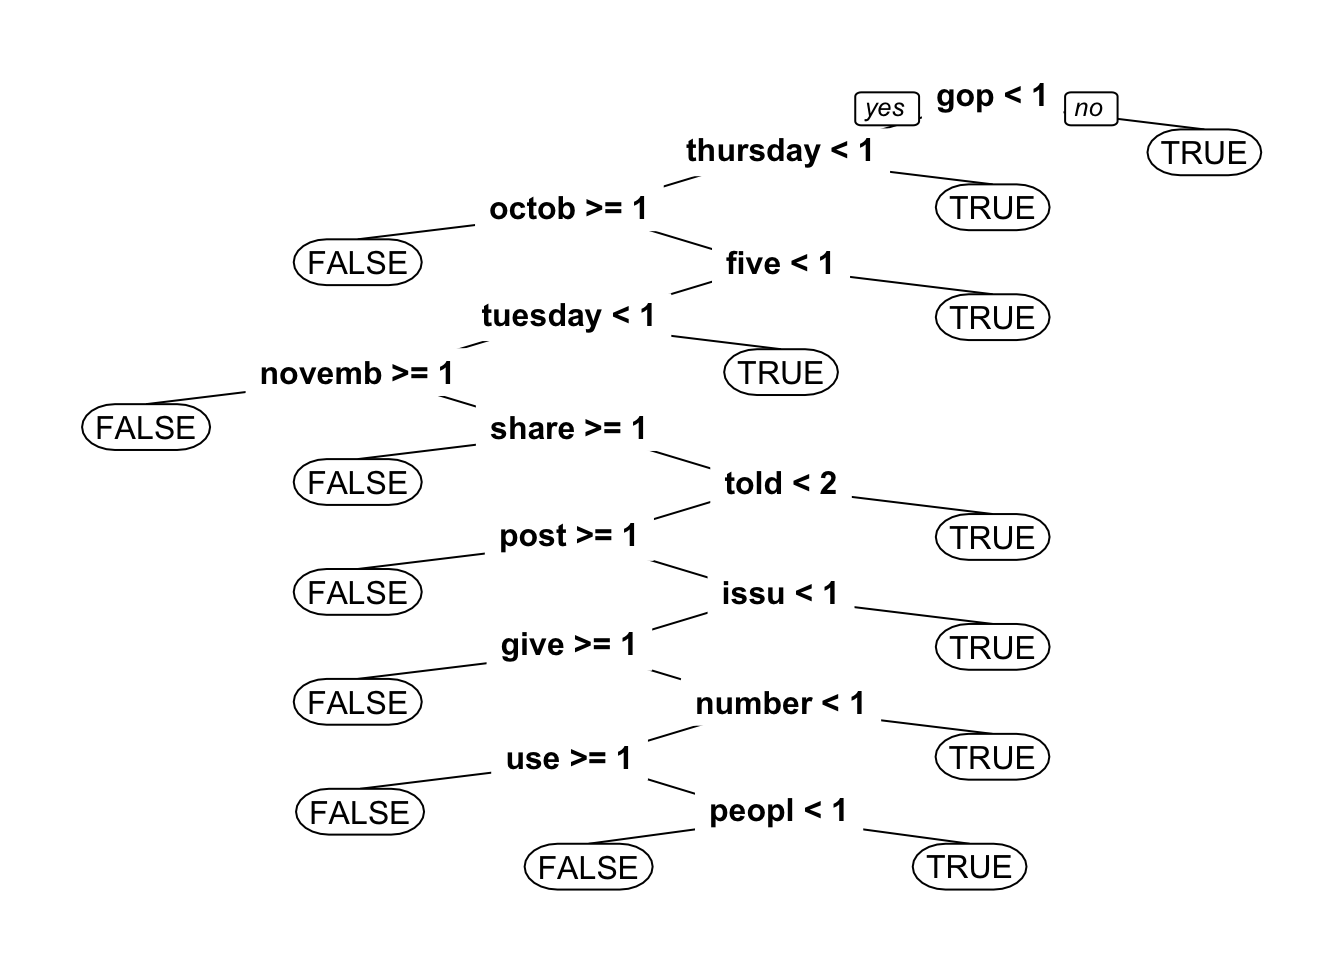 yes gop < 1 no
thursday < 1 TRUE
octob >= 1 TRUE
FALSE five < 1
tuesday < 1 TRUE
novemb >= 1 TRUE
FALSE share >= 1
FALSE told < 2
post >= 1 TRUE
FALSE issu < 1
give >= 1 TRUE
FALSE number < 1
use >= 1 TRUE
FALSE peopl < 1
FALSE TRUE